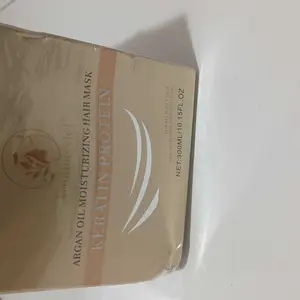 ARGAN OIL MOISTURIZING HAIR MASK
KERATIN PROTEIN
NET:300ML/10.15FL.OZ